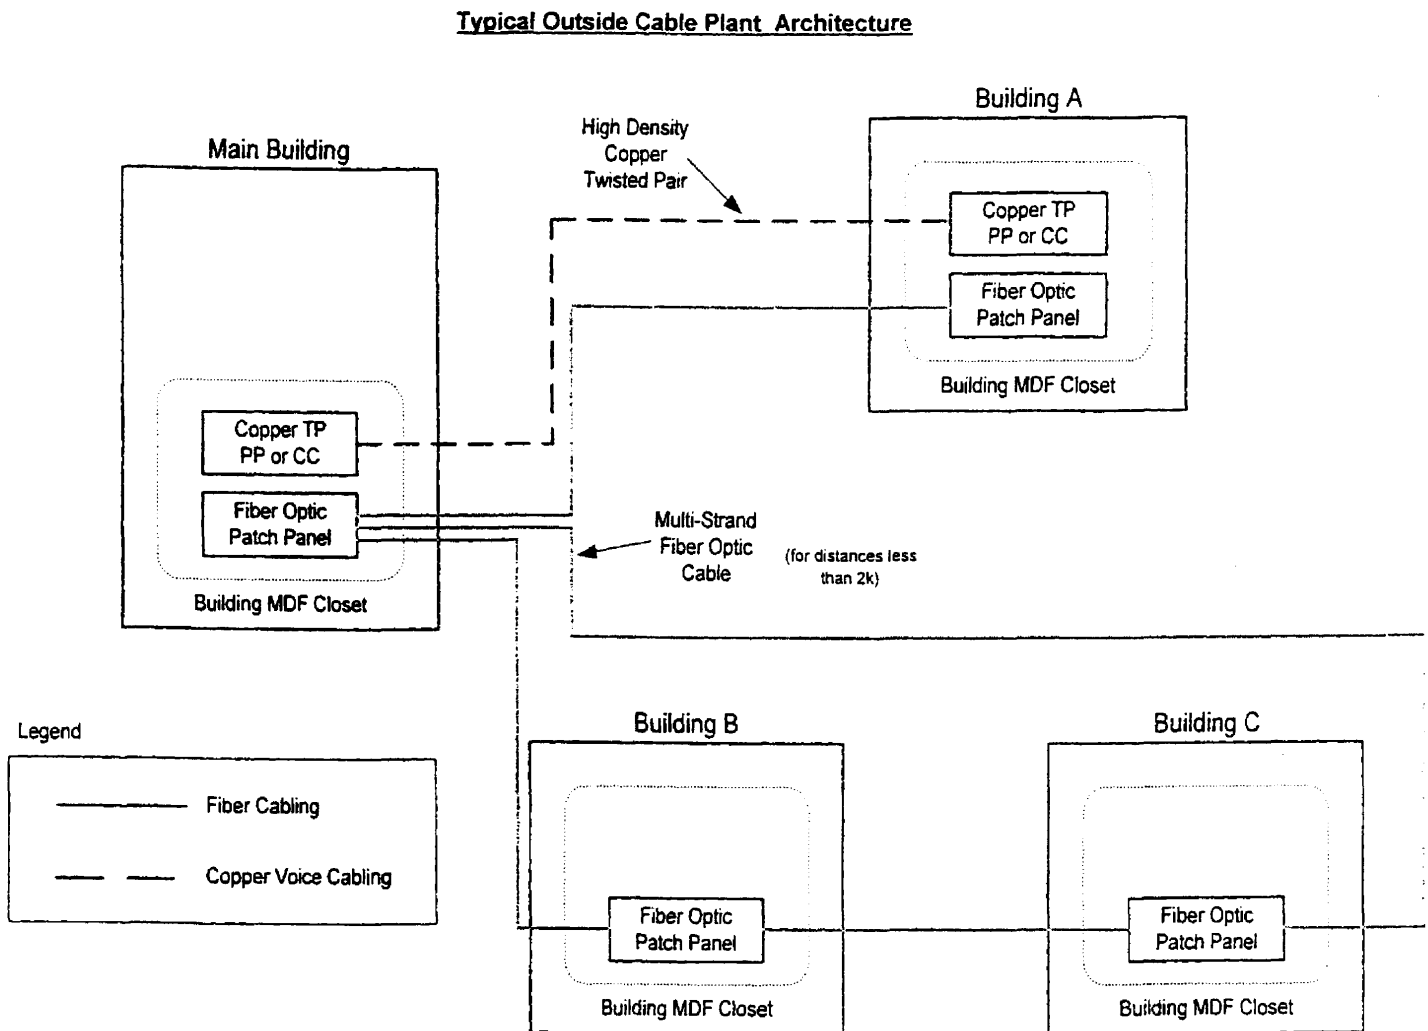 Typical Outside Cable Plant Architecture
Building A
High Density
Copper
Twisted Pair
Main Building
Copper TP
PP or CC
Fiber Optic
Patch Panel
Building MDF Closet
Copper TP
PP or CC
Fiber Optic
Patch Panel
Building MDF Closet
Multi-Strand
Fiber Optic
Cable
(for distances less
than 2k)
Legend
Fiber Cabling
Copper Voice Cabling
Building B
Fiber Optic
Patch Panel
Building MDF Closet
Building C
Fiber Optic
Patch Panel
Building MDF Closet